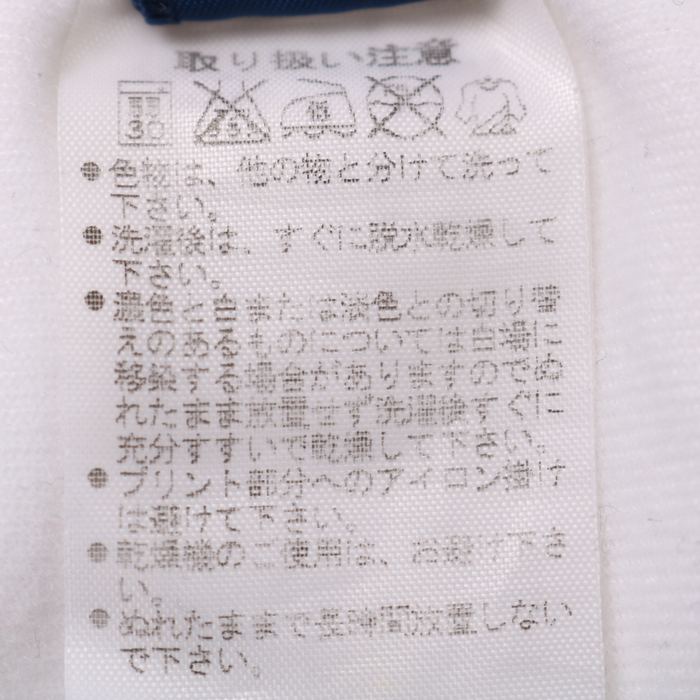 取り扱い注意
30 エンソサラシ 低
●色物は、他の物と分けて洗って
下さい。
●洗濯後は、すぐに脱水乾燥して
下さい。
●濃色と白または淡色との切り替
えのあるものについては白場に
移染する場合がありますのでぬ
れたまま放置せず洗濯後すぐに
充分すすいで乾燥して下さい。
●プリント部分へのアイロン掛け
は避けて下さい。
●乾燥機のご使用は、お避け下さ
い。
●ぬれたままで長時間放置しない
で下さい。